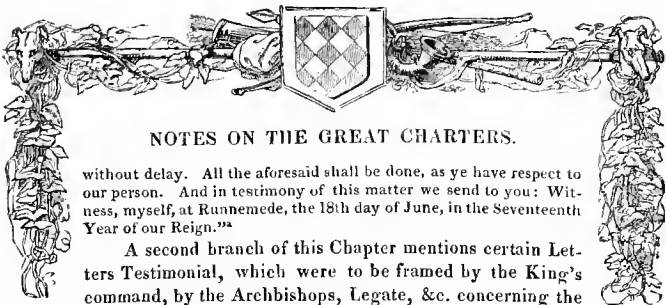 NOTES ON THE GREAT CHARTERS.
without delay. All the aforesaid shall be done, as ye have respect to
our person. And in testimony of this matter we send to you: Wit-
ness, myself, at Runnemede, the 18th day of June, in the Seventeenth
Year of our Reign."a
A second branch of this Chapter mentions certain Let-
ters Testimonial, which were to be framed by the King's
command, by the Archbishops, Legate, &c. concerning the